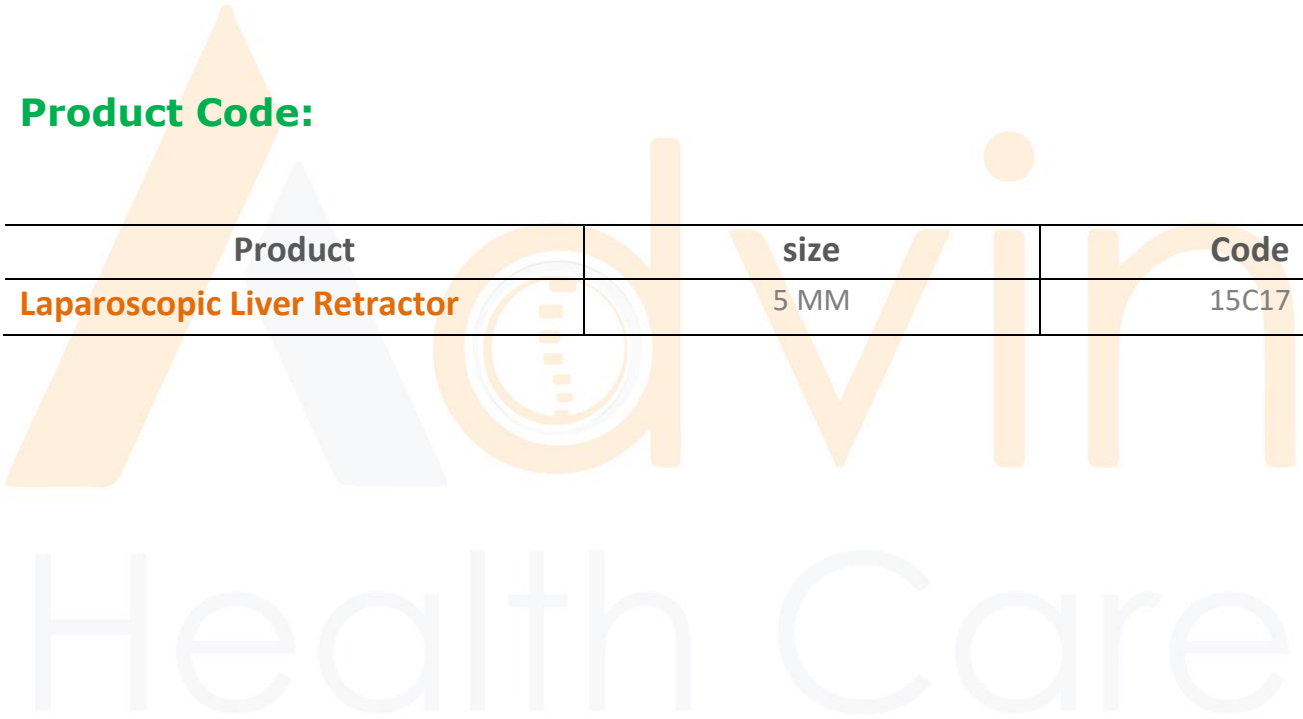 Product Code:
Product size Code
Laparoscopic Liver Retractor 5 MM 15C17
Advin
Health Care